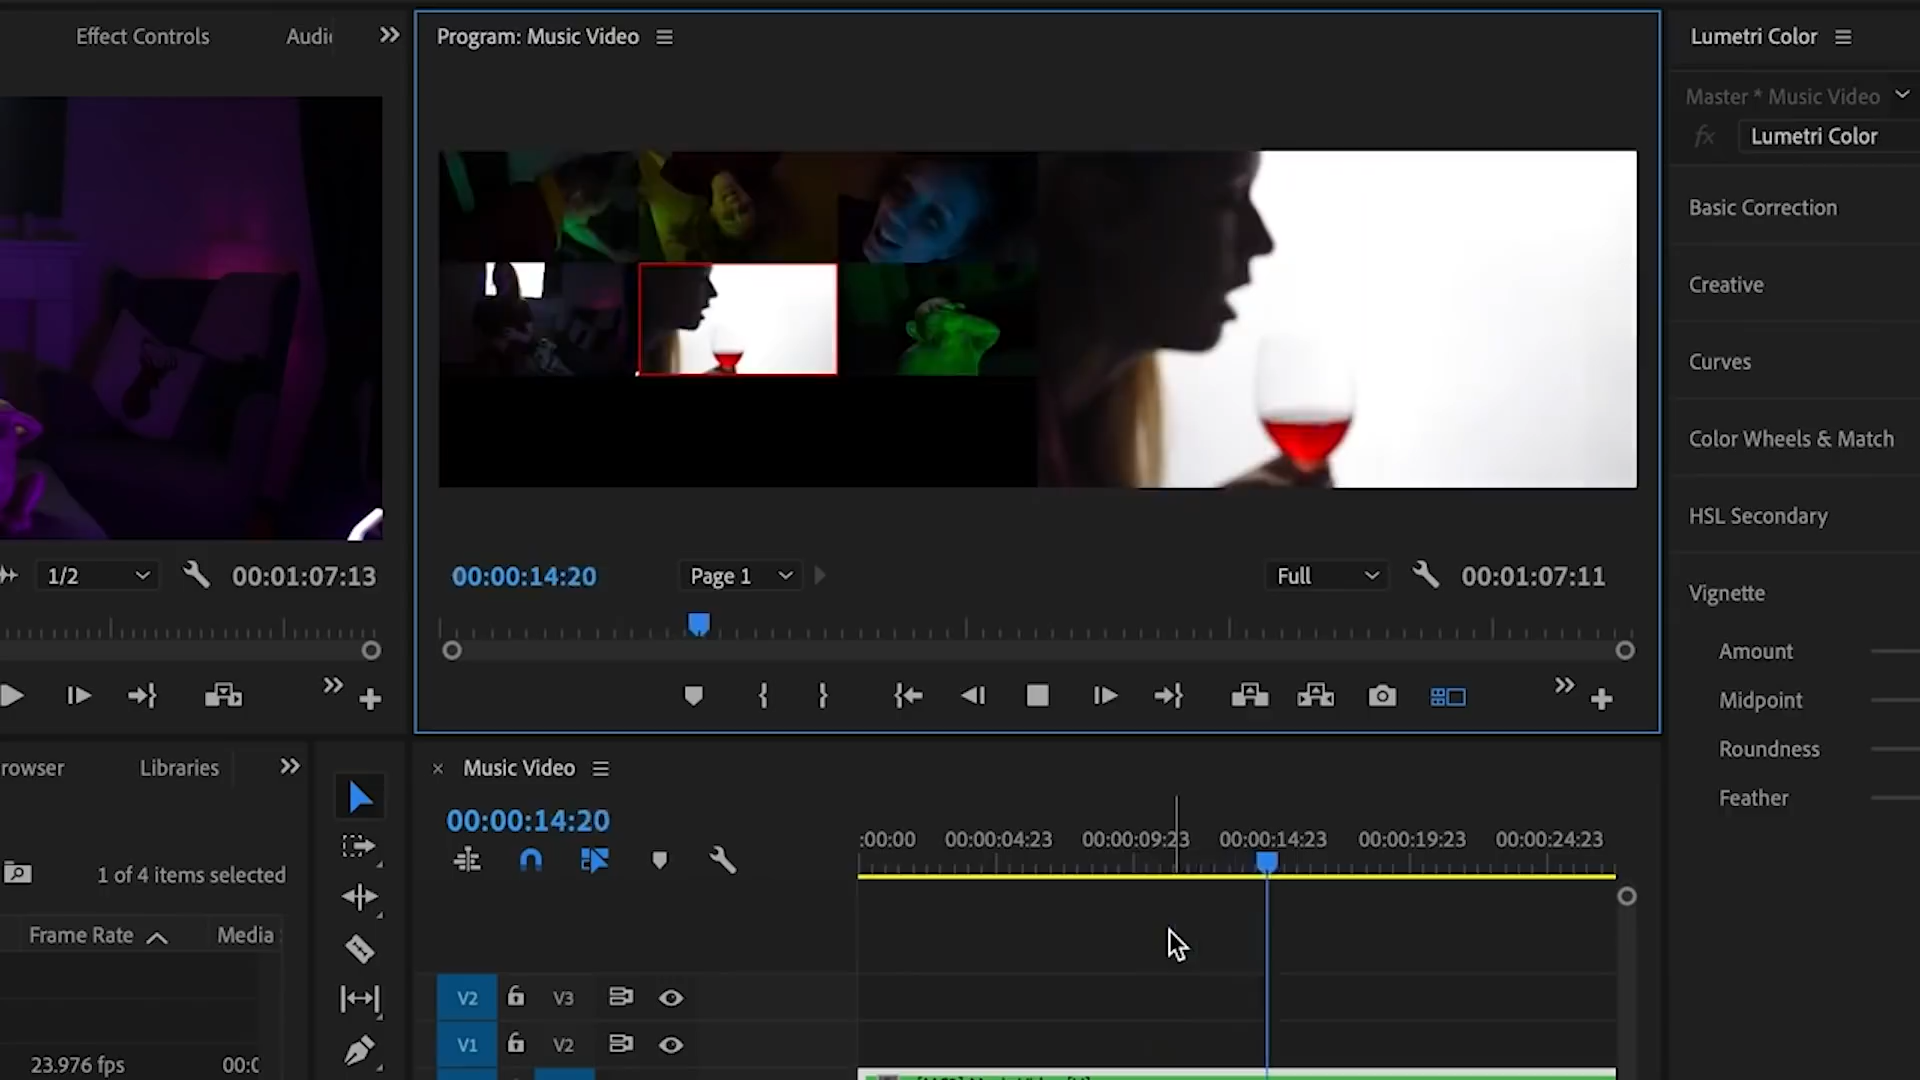 Effect Controls
Audi
Program: Music Video
Lumetri Color
Master * Music Video
fx
Lumetri Color
Basic Correction
Creative
Curves
Color Wheels & Match
HSL Secondary
Vignette
Amount
Midpoint
Roundness
Feather
1/2
00:01:07:13
00:00:14:20
Page 1
Full
00:01:07:11
rowser
Libraries
1 of 4 items selected
Frame Rate
Media
23.976 fps
00:0
× Music Video
00:00:14:20
:00:00
00:00:04:23
00:00:09:23
00:00:14:23
00:00:19:23
00:00:24:23
V2
V3
V1
V2